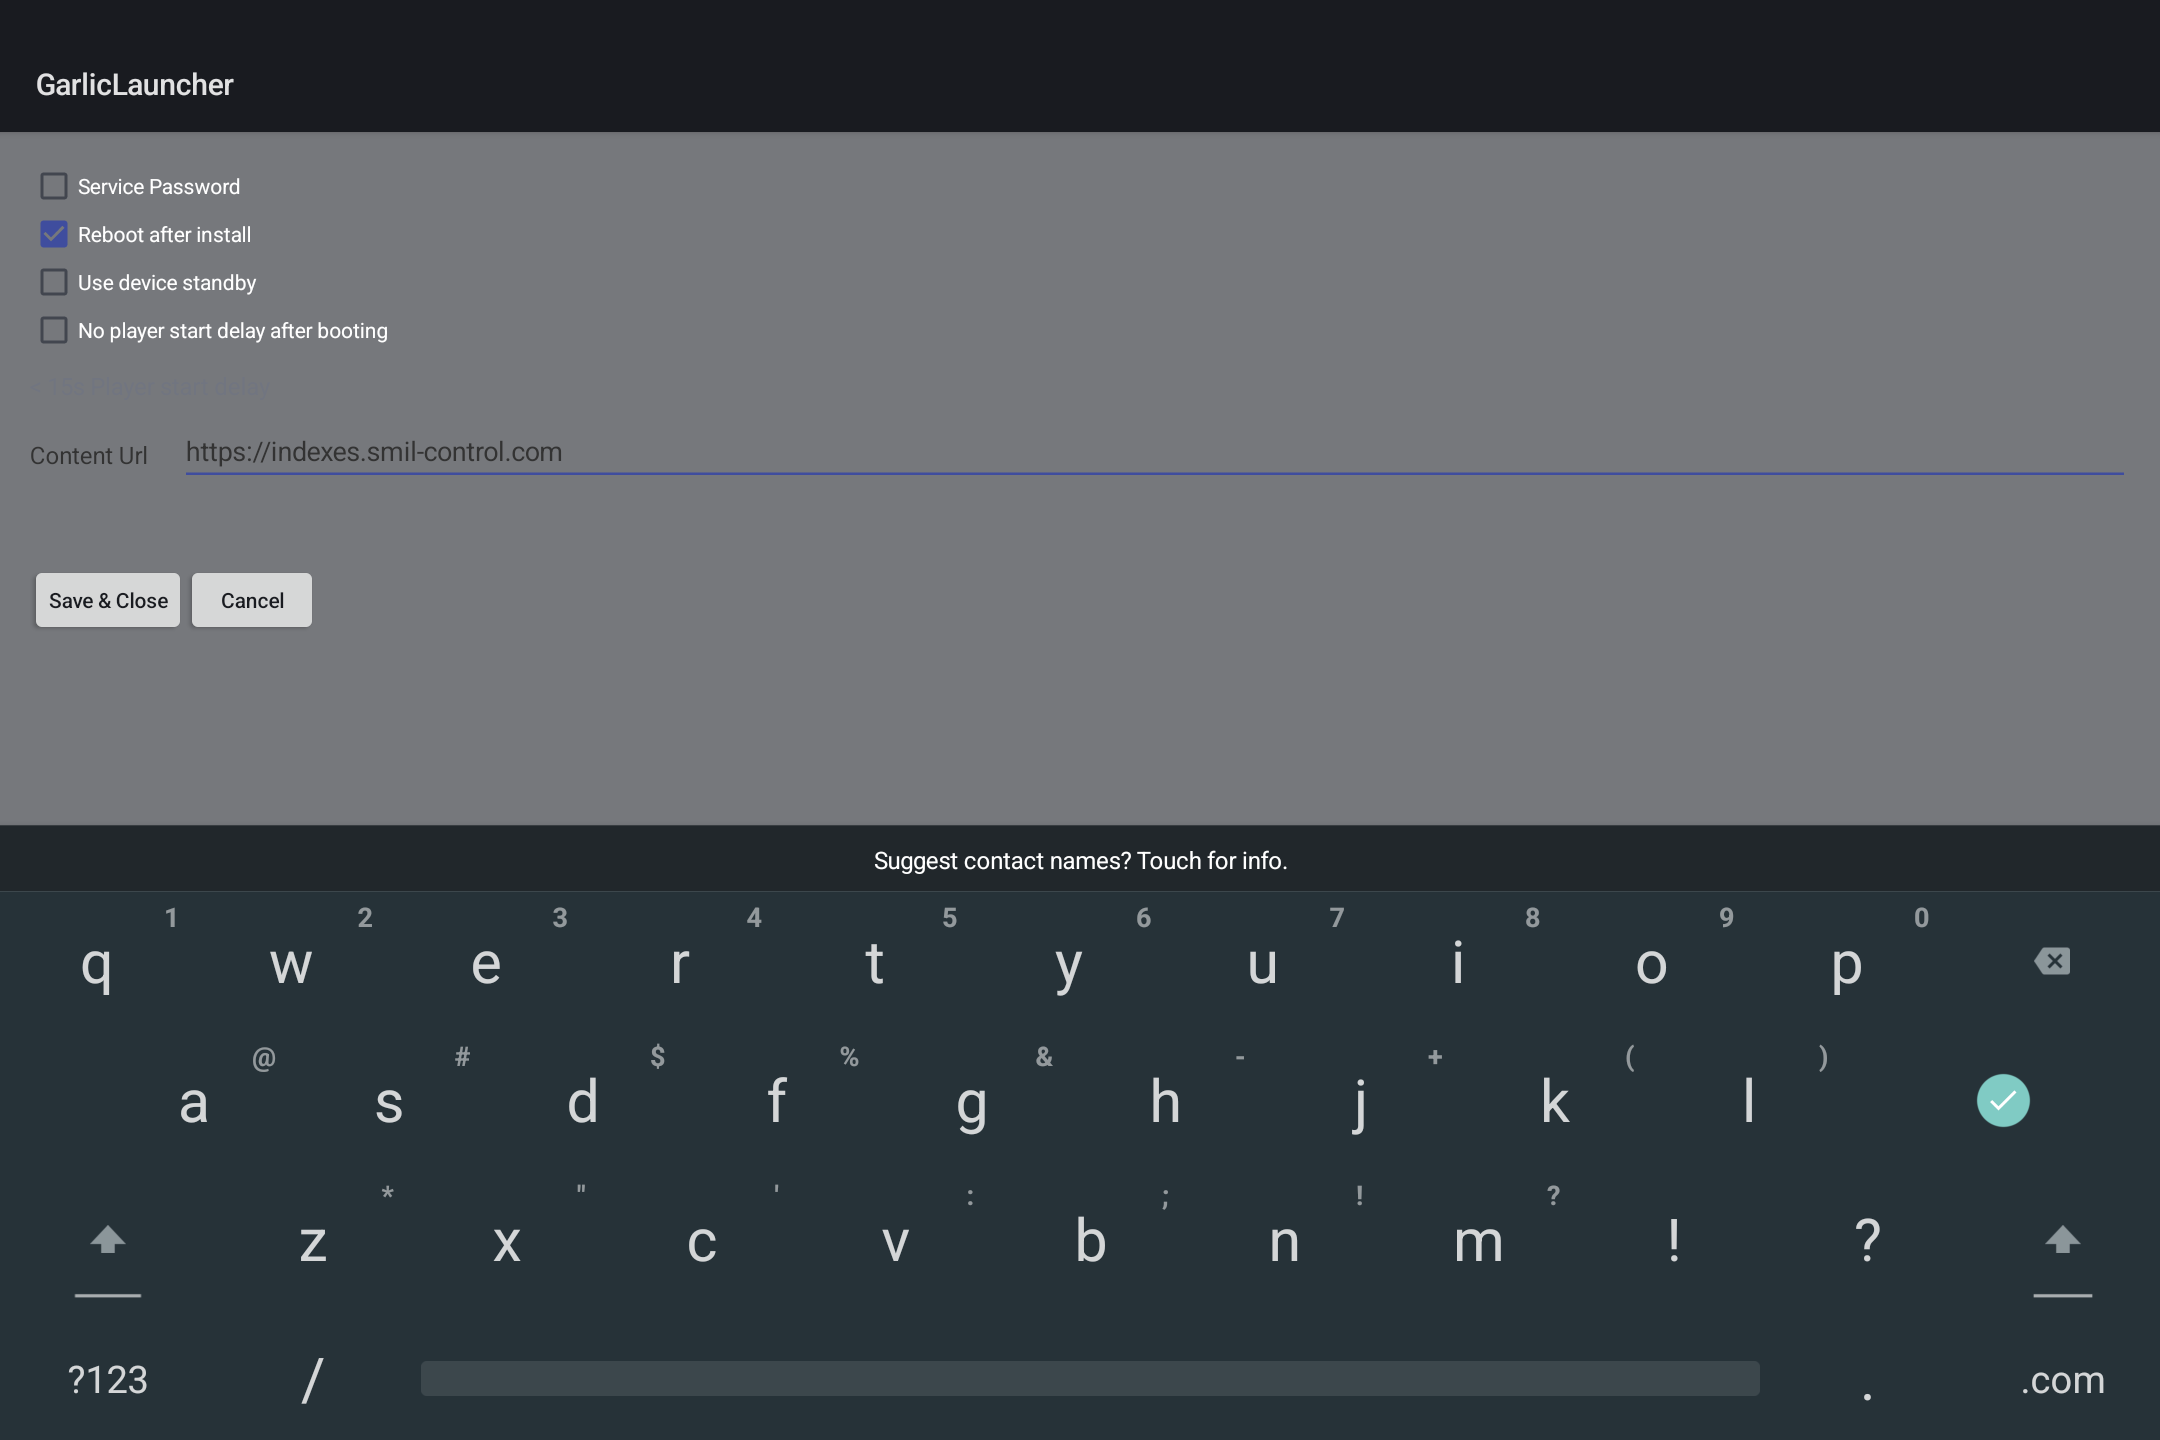 GarlicLauncher
Service Password
Reboot after install
Use device standby
No player start delay after booting
< 15s Player start delay
Content Url https://indexes.smil-control.com
Save & Close Cancel
Suggest contact names? Touch for info.
1 2 3 4 5 6 7 8 9 0
q w e r t y u i o p
@ # $ % & - + ( )
a s d f g h j k l
* " ' : ; ! ?
z x c v b n m ! ?
?123 / . .com